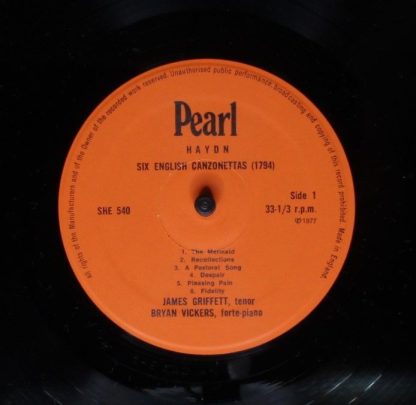 All rights of the Manufacturers and of the Owner of the recorded work reserved. Unauthorised public performance, broadcasting and copying of this record prohibited. Made in England.
Pearl
HAYDN
SIX ENGLISH CANZONETTAS (1794)
SHE 540
Side 1
33-1/3 r.p.m.
℗1977
1. The Mermaid
2. Recollections
3. A Pastoral Song
4. Despair
5. Pleasing Pain
6. Fidelity
JAMES GRIFFETT, tenor
BRYAN VICKERS, forte-piano